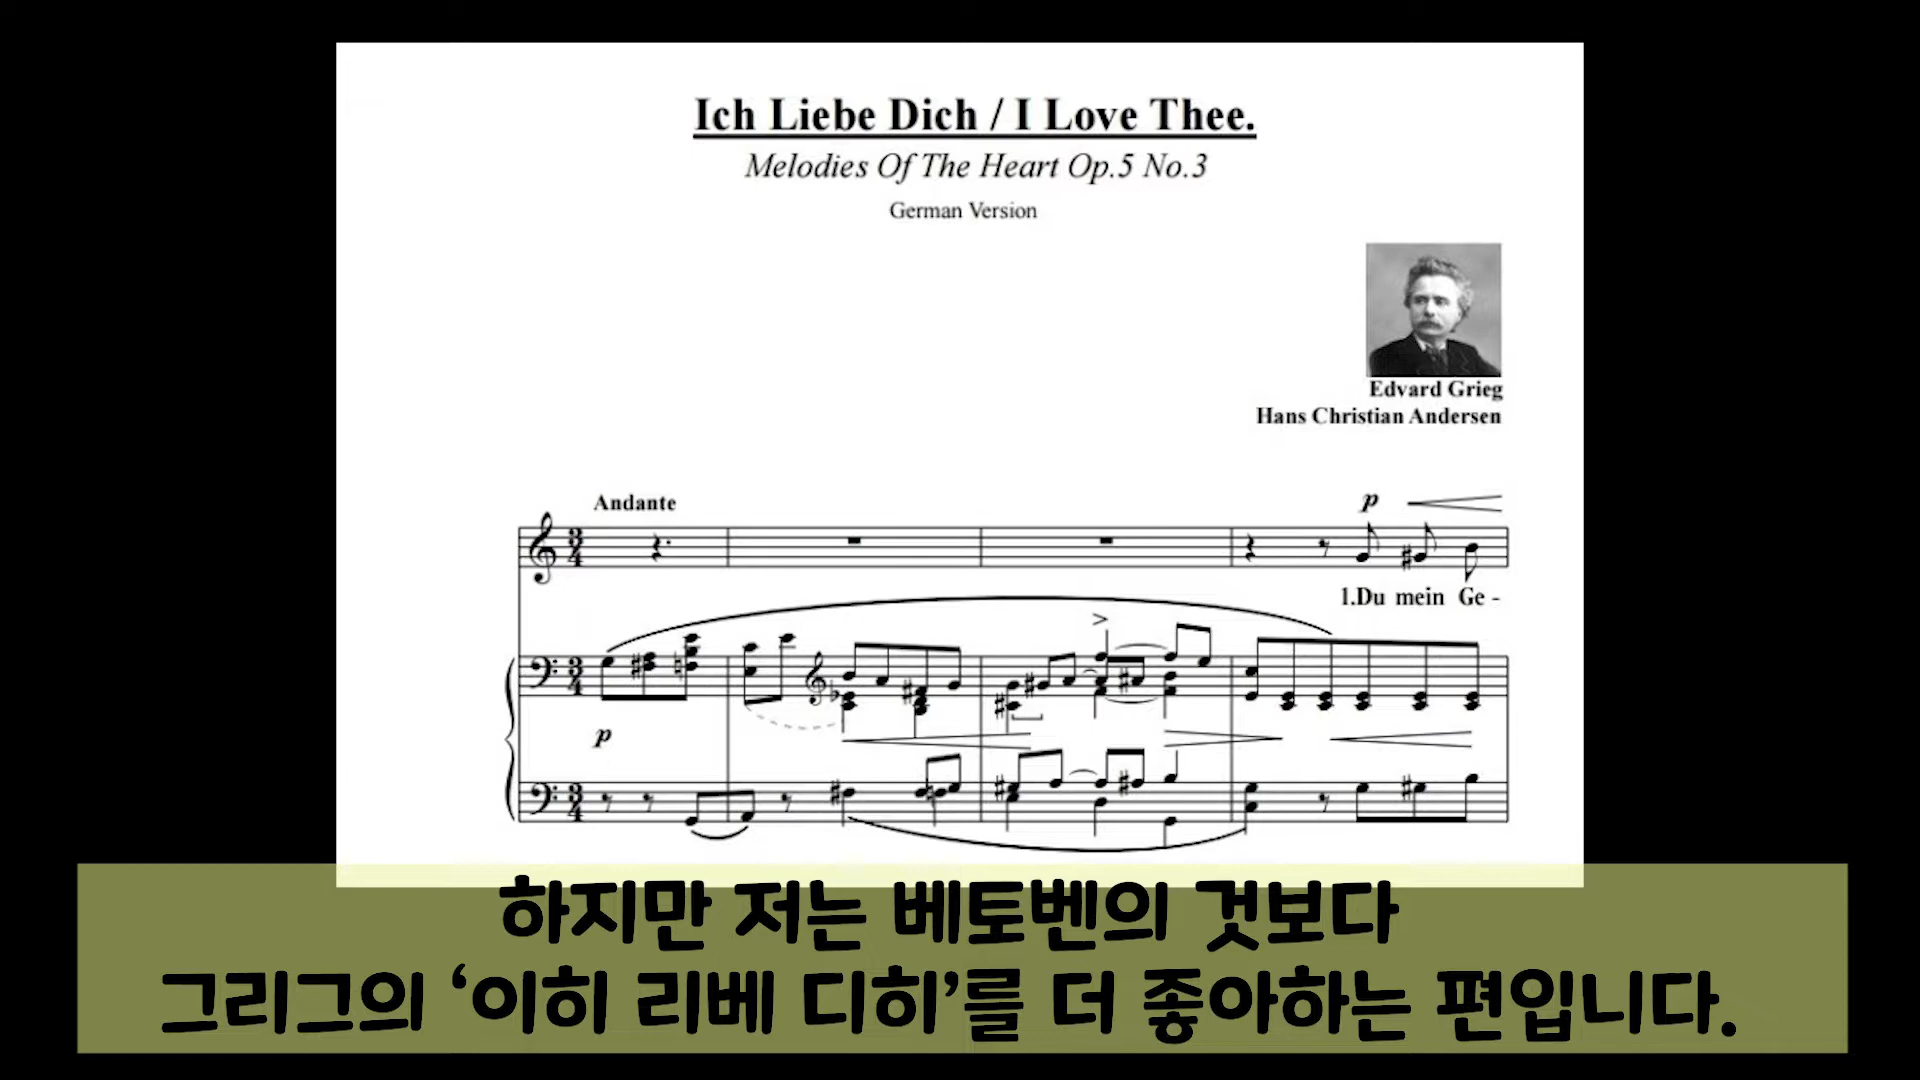 Ich Liebe Dich / I Love Thee.
Melodies Of The Heart Op.5 No.3
German Version
Edvard Grieg
Hans Christian Andersen
Andante
p
1.Du mein Ge -
p
하지만 저는 베토벤의 것보다
그리그의 ‘이히 리베 디히’를 더 좋아하는 편입니다.